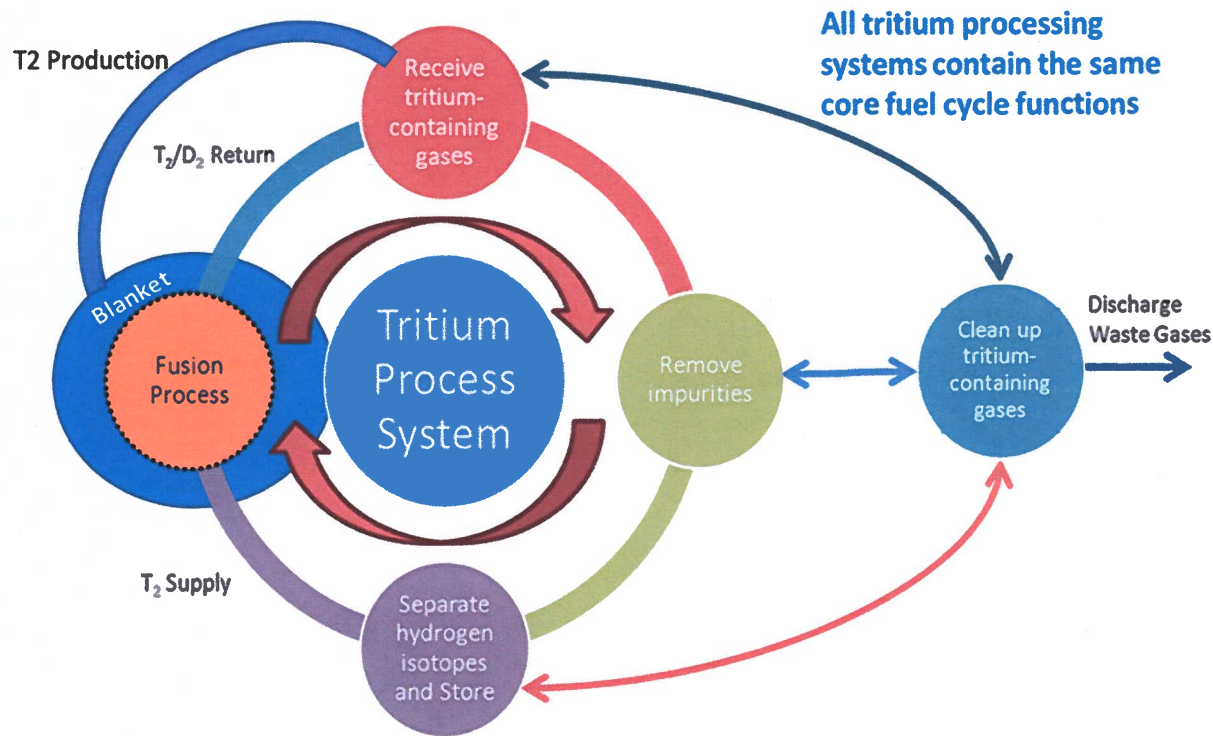 All tritium processing
systems contain the same
core fuel cycle functions
T2 Production
Receive
tritium-
containing
gases
T₂/D₂ Return
Blanket
Fusion
Process
Tritium
Process
System
Remove
impurities
Clean up
tritium-
containing
gases
Discharge
Waste Gases
T₂ Supply
Separate
hydrogen
isotopes
and Store